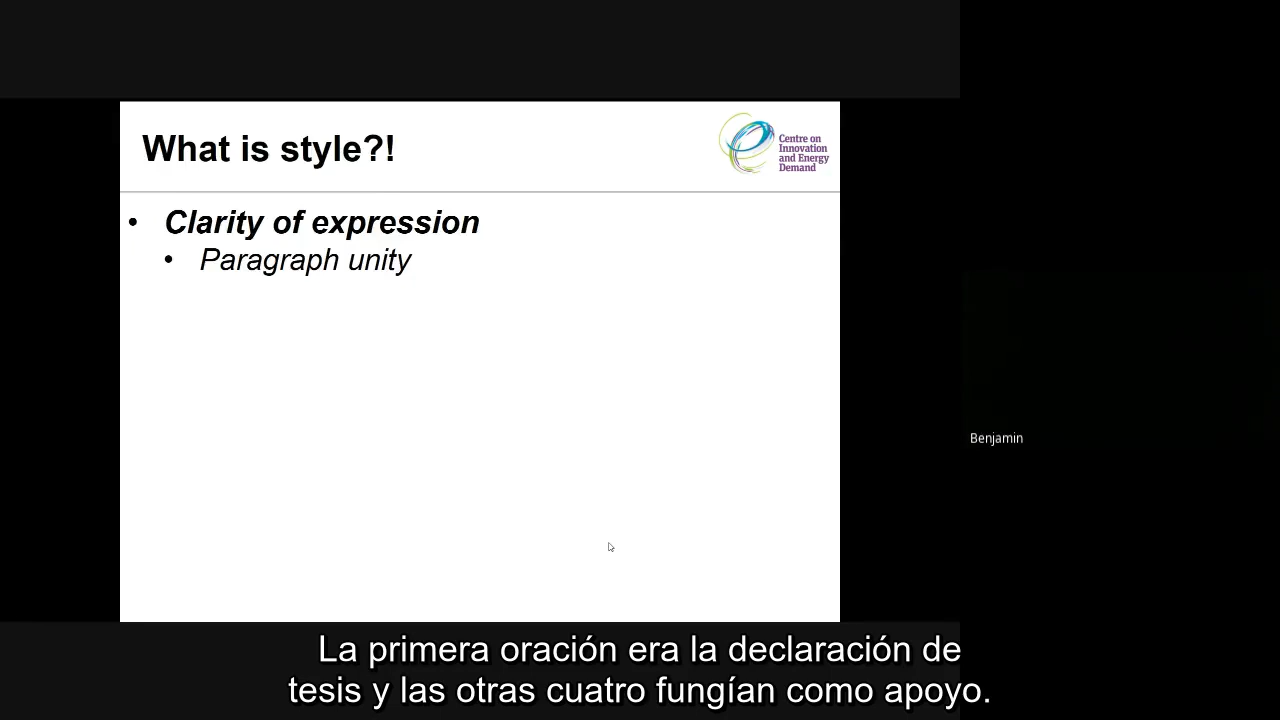 What is style?!
Centre on
Innovation
and Energy
Demand
• Clarity of expression
• Paragraph unity
Benjamin
La primera oración era la declaración de
tesis y las otras cuatro fungían como apoyo.